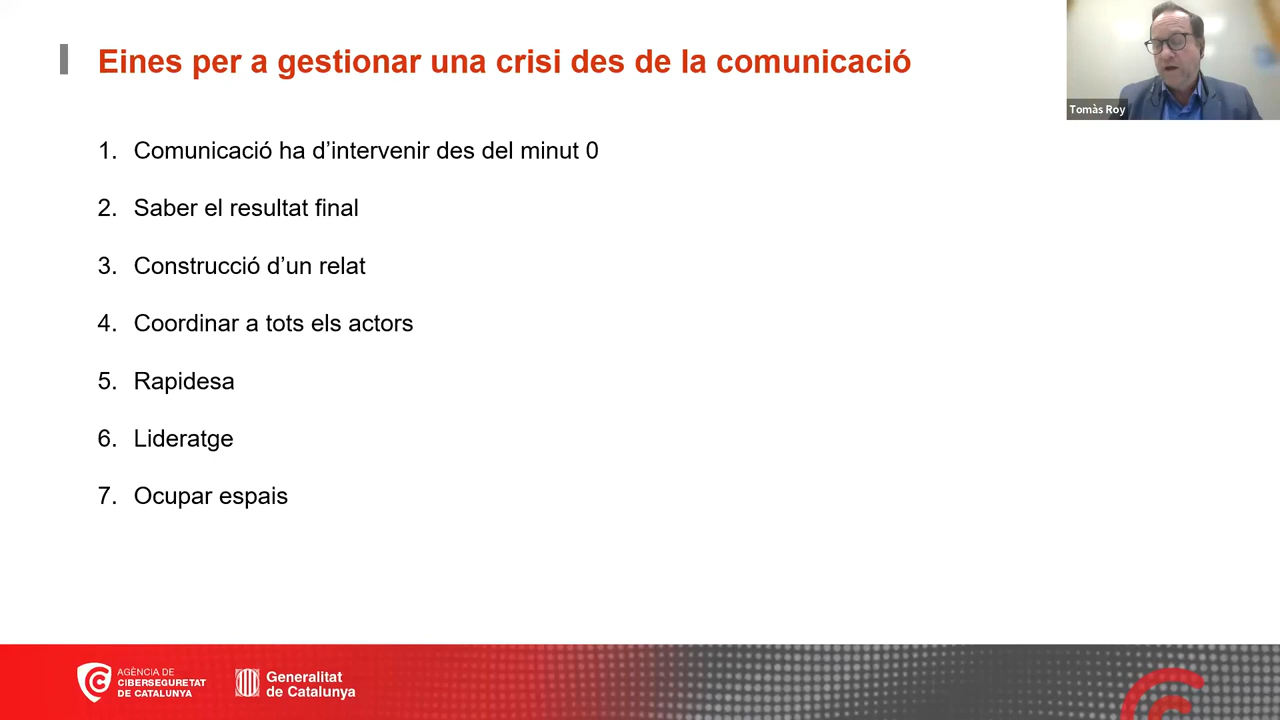 Eines per a gestionar una crisi des de la comunicació
Tomàs Roy
1. Comunicació ha d’intervenir des del minut 0
2. Saber el resultat final
3. Construcció d’un relat
4. Coordinar a tots els actors
5. Rapidesa
6. Lideratge
7. Ocupar espais
AGÈNCIA DE
CIBERSEGURETAT
DE CATALUNYA
Generalitat
de Catalunya